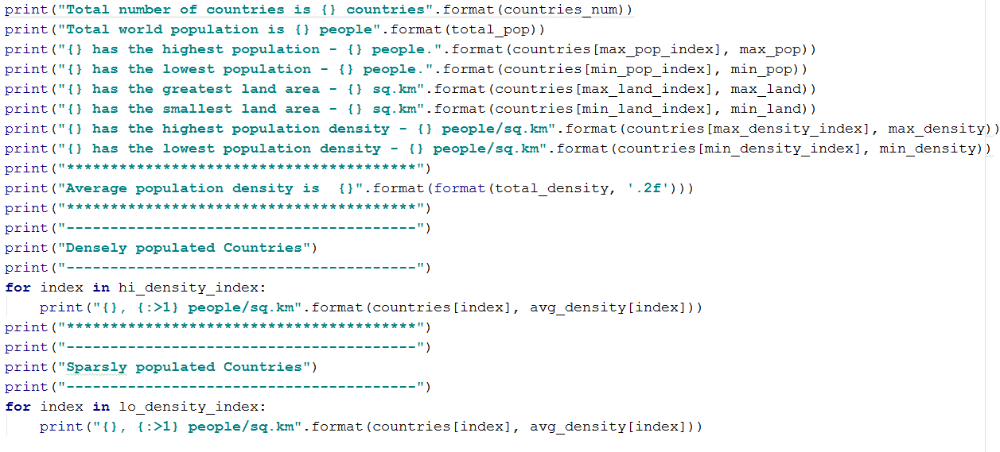 print("Total number of countries is {} countries".format(countries_num))
print("Total world population is {} people".format(total_pop))
print("{} has the highest population - {} people.".format(countries[max_pop_index], max_pop))
print("{} has the lowest population - {} people.".format(countries[min_pop_index], min_pop))
print("{} has the greatest land area - {} sq.km".format(countries[max_land_index], max_land))
print("{} has the smallest land area - {} sq.km".format(countries[min_land_index], min_land))
print("{} has the highest population density - {} people/sq.km".format(countries[max_density_index], max_density))
print("{} has the lowest population density - {} people/sq.km".format(countries[min_density_index], min_density))
print("****************************************")
print("Average population density is  {}".format(format(total_density, '.2f')))
print("****************************************")
print("----------------------------------------")
print("Densely populated Countries")
print("----------------------------------------")
for index in hi_density_index:
    print("{}, {:>1} people/sq.km".format(countries[index], avg_density[index]))
print("****************************************")
print("----------------------------------------")
print("Sparsly populated Countries")
print("----------------------------------------")
for index in lo_density_index:
    print("{}, {:>1} people/sq.km".format(countries[index], avg_density[index]))